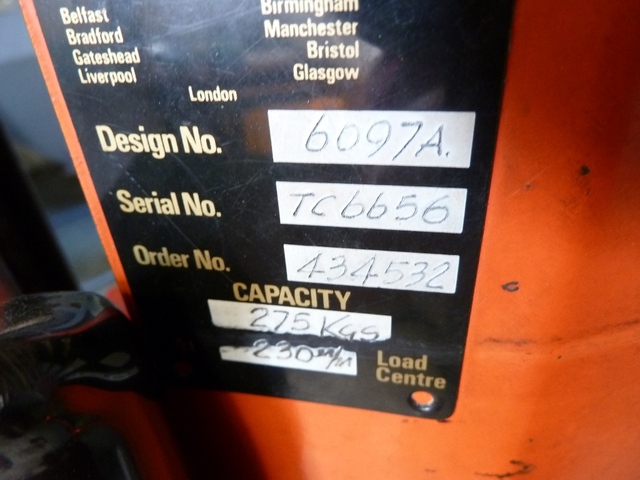 Belfast Birmingham
Bradford Manchester
Gateshead Bristol
Liverpool Glasgow
London
Design No. 6097A.
Serial No. TC6656
Order No. 434532
CAPACITY
275 Kgs
230 m/m Load
Centre